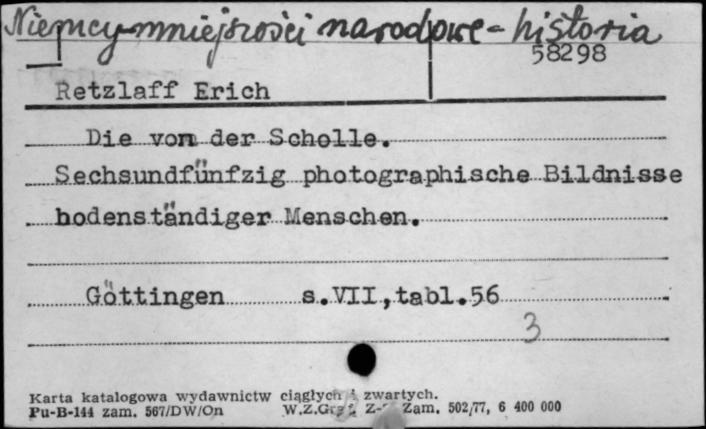 Niemcy-mniejszości narodowe - historia
58298
Retzlaff Erich
Die von der Scholle.
Sechsundfünfzig photographische Bildnisse
bodenständiger Menschen.
Göttingen s.VII,tabl.56
3
Karta katalogowa wydawnictw ciągłych i zwartych.
Pu-B-144 zam. 567/DW/On W.Z.Graf. Zam. 502/77, 6 400 000